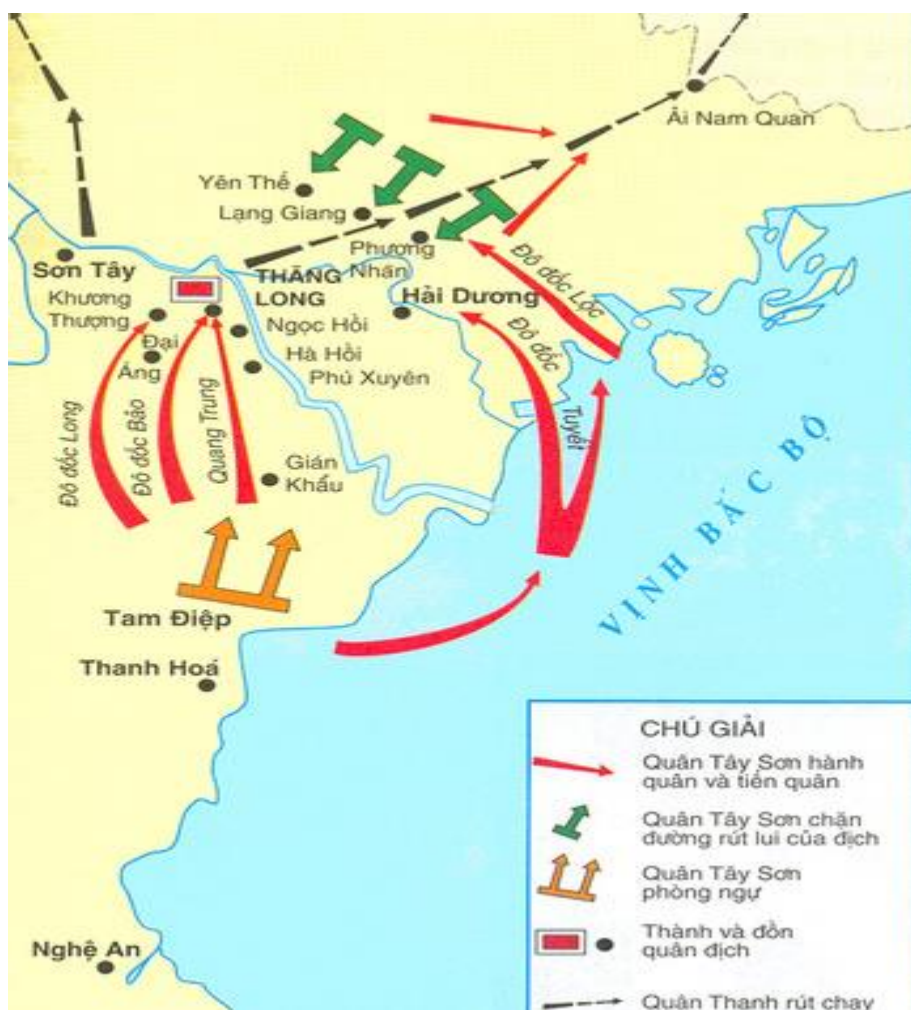 Ải Nam Quan
Yên Thế
Lạng Giang
Phượng
Nhãn
Sơn Tây
THĂNG
LONG
Hải Dương
Đô đốc Lộc
Khương
Thượng
Ngọc Hồi
Đại
Áng
Hà Hồi
Phú Xuyên
Đô đốc
Tuyết
Đô đốc Long
Đô đốc Bảo
Quang Trung
Gián
Khẩu
VỊNH BẮC BỘ
Tam Điệp
Thanh Hoá
Nghệ An
CHÚ GIẢI
Quân Tây Sơn hành
quân và tiến quân
Quân Tây Sơn chặn
đường rút lui của địch
Quân Tây Sơn
phòng ngự
Thành và đồn
quân địch
Quân Thanh rút chạy